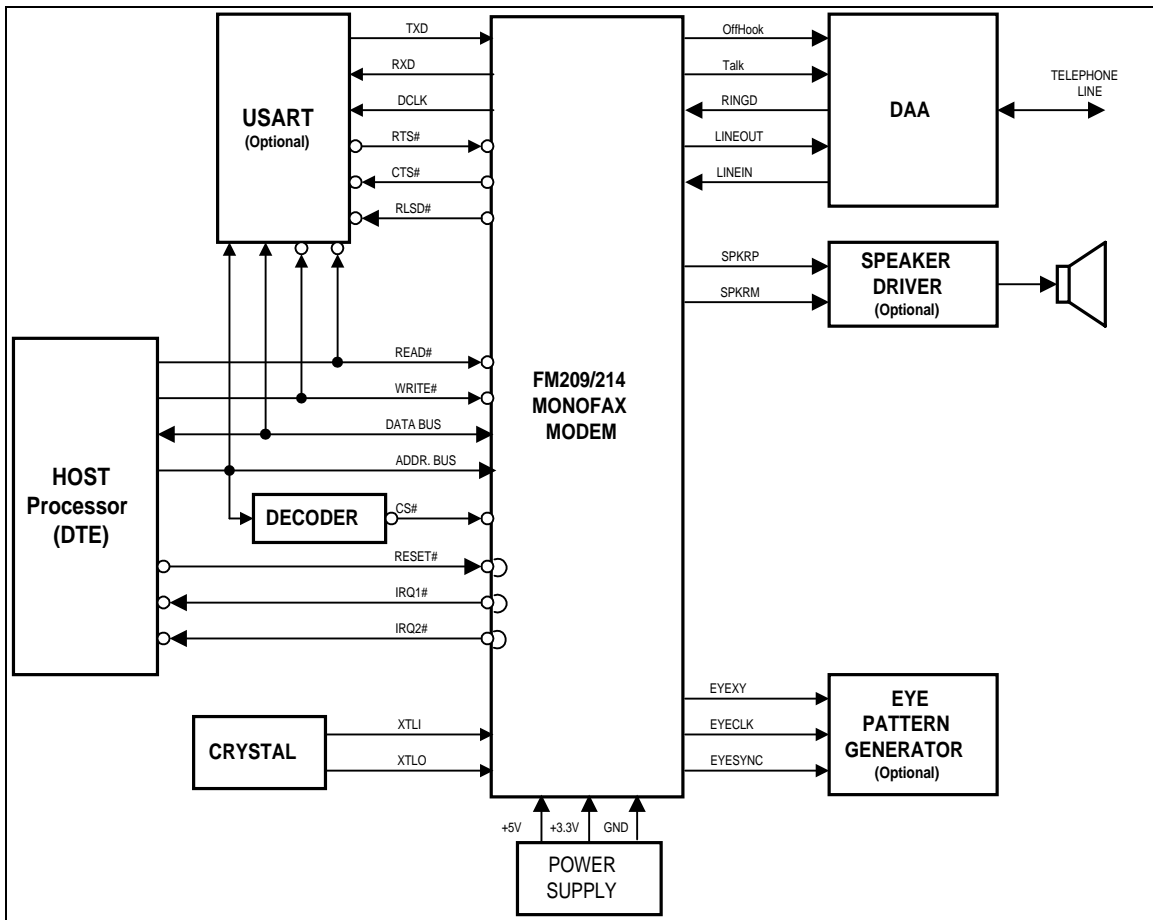 TXD
RXD
DCLK
RTS#
CTS#
RLSD#
USART
(Optional)
OffHook
Talk
RINGD
LINEOUT
LINEIN
DAA
TELEPHONE
LINE
SPKRP
SPKRM
SPEAKER
DRIVER
(Optional)
HOST
Processor
(DTE)
READ#
WRITE#
DATA BUS
ADDR. BUS
DECODER
CS#
RESET#
IRQ1#
IRQ2#
FM209/214
MONOFAX
MODEM
CRYSTAL
XTLI
XTLO
EYEXY
EYECLK
EYESYNC
EYE
PATTERN
GENERATOR
(Optional)
+5V
+3.3V
GND
POWER
SUPPLY